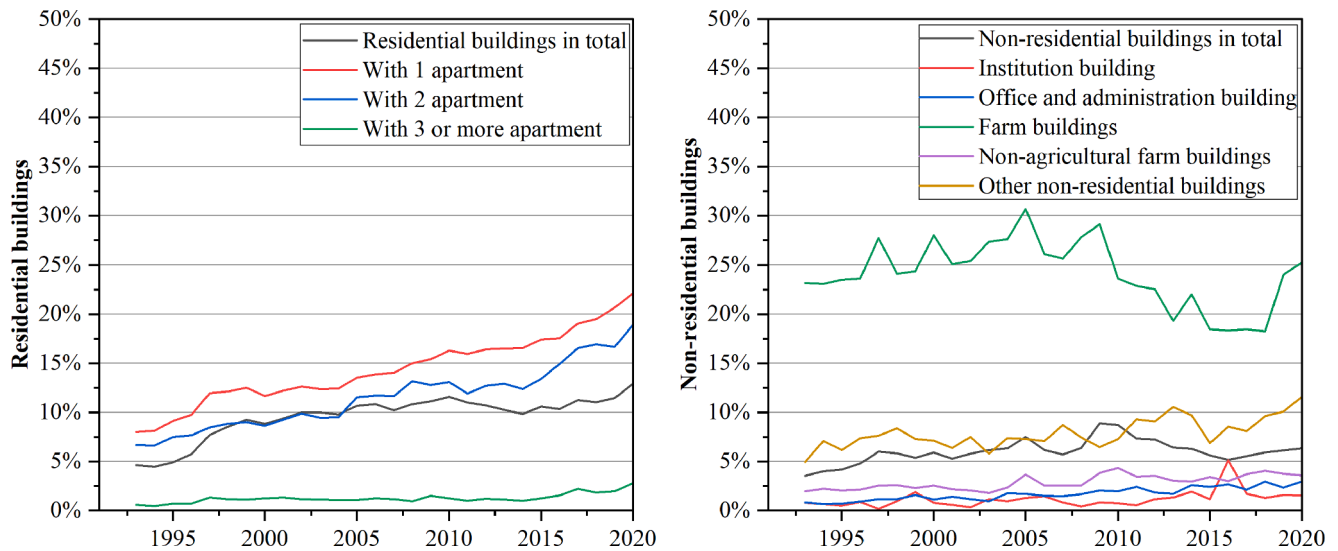 50%
45%
40%
35%
30%
25%
20%
15%
10%
5%
0%
Residential buildings
Residential buildings in total
With 1 apartment
With 2 apartment
With 3 or more apartment
1995 2000 2005 2010 2015 2020
50%
45%
40%
35%
30%
25%
20%
15%
10%
5%
0%
Non-residential buildings
Non-residential buildings in total
Institution building
Office and administration building
Farm buildings
Non-agricultural farm buildings
Other non-residential buildings
1995 2000 2005 2010 2015 2020